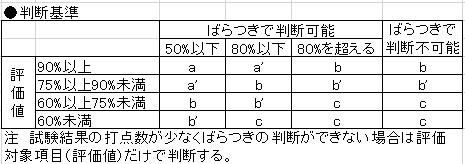 ●判断基準
ばらつきで判断可能 ばらつきで判断不可能
50%以下 80%以下 80%を超える
評価値
90%以上 a a′ b b
75%以上90%未満 a′ b b′ b′
60%以上75%未満 b b′ c c
60%未満 b′ c c c
注 試験結果の打点数が少なくばらつきの判断ができない場合は評価
対象項目(評価値)だけで判断する。